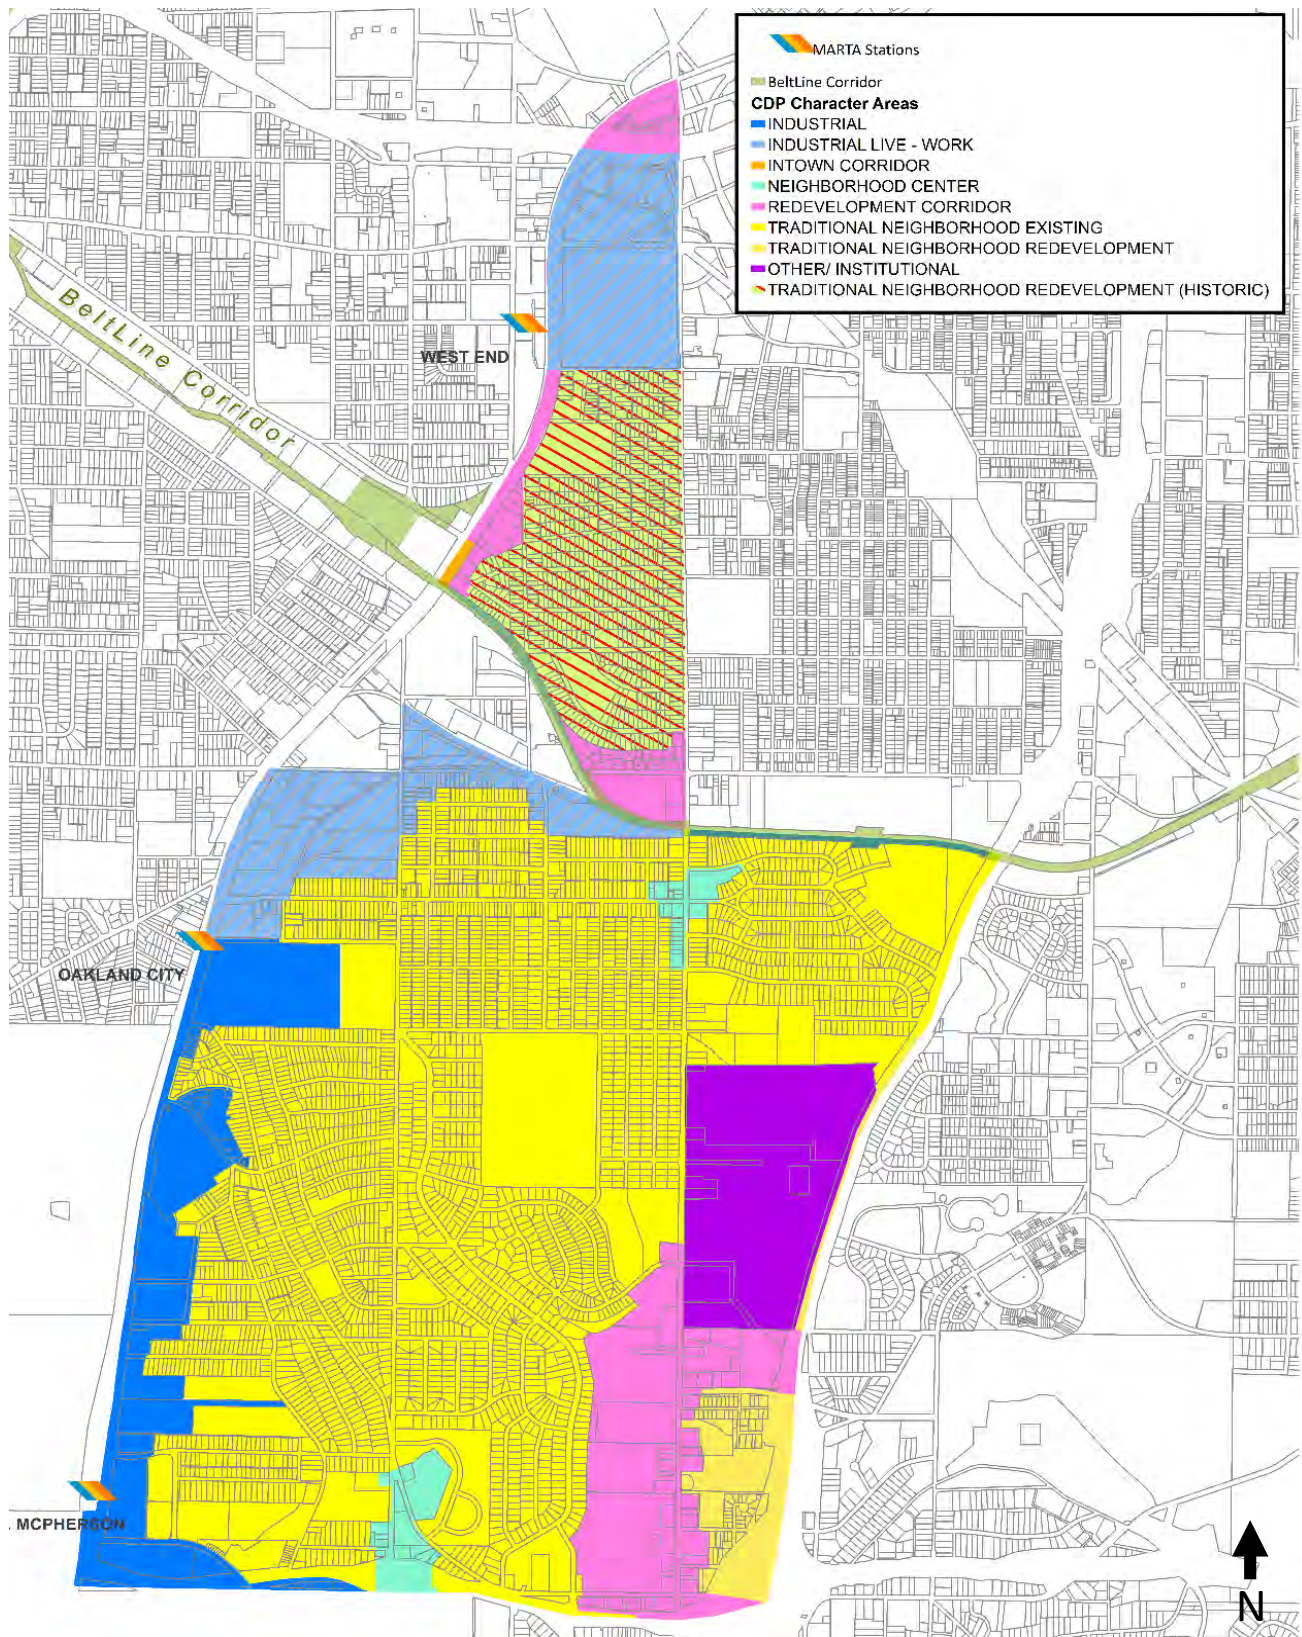 MARTA Stations
BeltLine Corridor
CDP Character Areas
INDUSTRIAL
INDUSTRIAL LIVE - WORK
INTOWN CORRIDOR
NEIGHBORHOOD CENTER
REDEVELOPMENT CORRIDOR
TRADITIONAL NEIGHBORHOOD EXISTING
TRADITIONAL NEIGHBORHOOD REDEVELOPMENT
OTHER/ INSTITUTIONAL
TRADITIONAL NEIGHBORHOOD REDEVELOPMENT (HISTORIC)
BeltLine Corridor
WEST END
OAKLAND CITY
. MCPHERSON
N